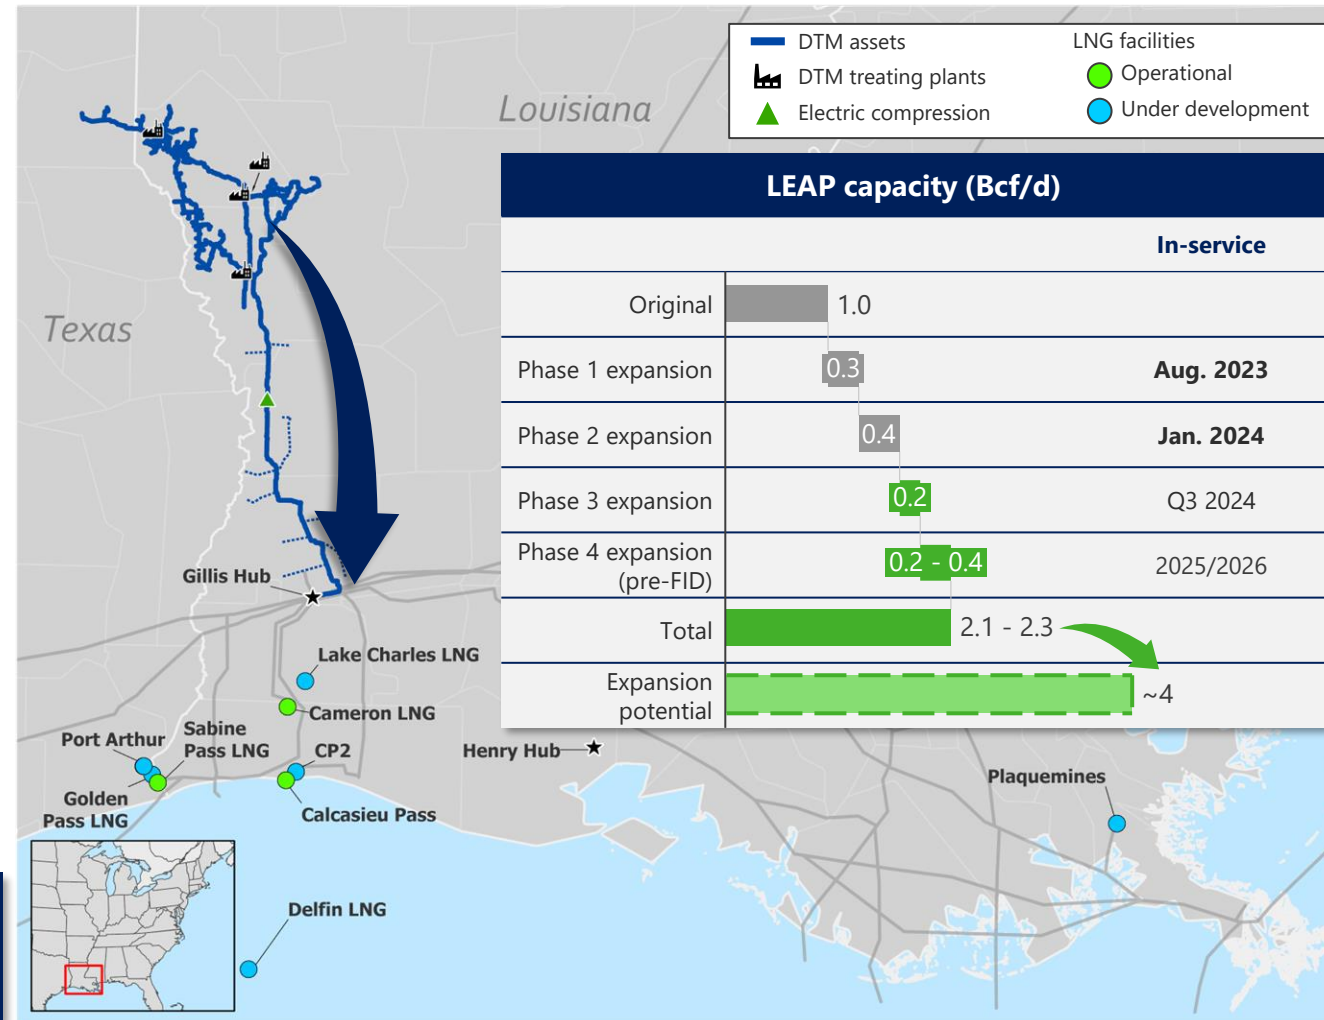 DTM assets
DTM treating plants
Electric compression
LNG facilities
Operational
Under development
Louisiana
Texas
LEAP capacity (Bcf/d)
In-service
Original
1.0
Phase 1 expansion
0.3
Aug. 2023
Phase 2 expansion
0.4
Jan. 2024
Phase 3 expansion
0.2
Q3 2024
Phase 4 expansion
(pre-FID)
0.2 - 0.4
2025/2026
Total
2.1 - 2.3
Expansion
potential
~4
Gillis Hub
Lake Charles LNG
Cameron LNG
Port Arthur
Sabine
Pass LNG
CP2
Henry Hub
Golden
Pass LNG
Calcasieu Pass
Plaquemines
Delfin LNG